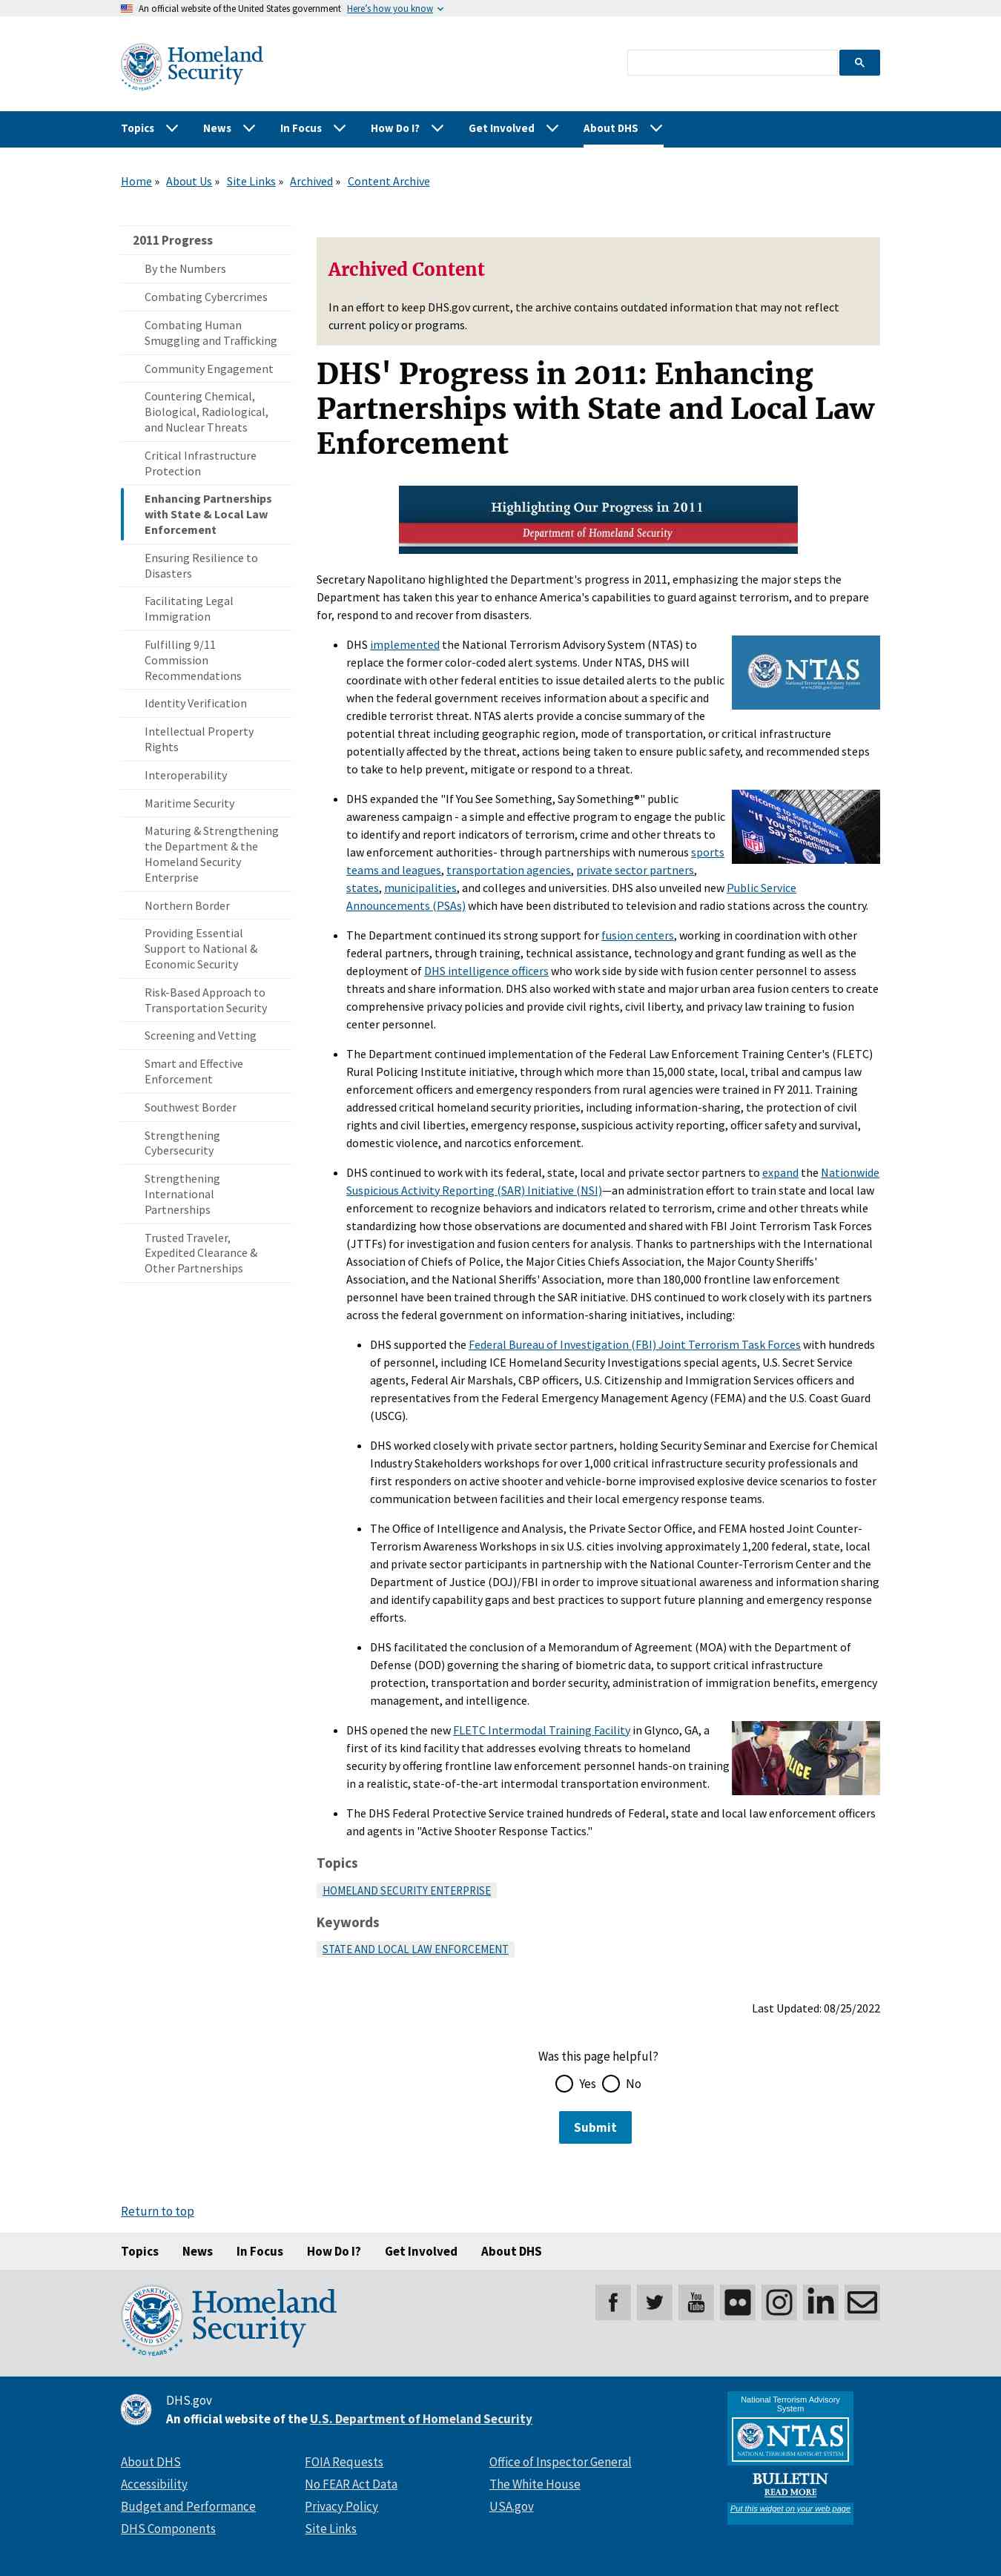 An official website of the United States government Here's how you know
Homeland
Security
Topics
News
In Focus
How Do I?
Get Involved
About DHS
Home » About Us » Site Links » Archived » Content Archive
2011 Progress
By the Numbers
Combating Cybercrimes
Combating Human
Smuggling and Trafficking
Community Engagement
Countering Chemical,
Biological, Radiological,
and Nuclear Threats
Critical Infrastructure
Protection
Enhancing Partnerships
with State & Local Law
Enforcement
Ensuring Resilience to
Disasters
Facilitating Legal
Immigration
Fulfilling 9/11
Commission
Recommendations
Identity Verification
Intellectual Property
Rights
Interoperability
Maritime Security
Maturing & Strengthening
the Department & the
Homeland Security
Enterprise
Northern Border
Providing Essential
Support to National &
Economic Security
Risk-Based Approach to
Transportation Security
Screening and Vetting
Smart and Effective
Enforcement
Southwest Border
Strengthening
Cybersecurity
Strengthening
International
Partnerships
Trusted Traveler,
Expedited Clearance &
Other Partnerships
Archived Content
In an effort to keep DHS.gov current, the archive contains outdated information that may not reflect
current policy or programs.
DHS' Progress in 2011: Enhancing
Partnerships with State and Local Law
Enforcement
Highlighting Our Progress in 2011
Department of Homeland Security
Secretary Napolitano highlighted the Department's progress in 2011, emphasizing the major steps the
Department has taken this year to enhance America's capabilities to guard against terrorism, and to prepare
for, respond to and recover from disasters.
DHS implemented the National Terrorism Advisory System (NTAS) to
replace the former color-coded alert systems. Under NTAS, DHS will
coordinate with other federal entities to issue detailed alerts to the public
when the federal government receives information about a specific and
credible terrorist threat. NTAS alerts provide a concise summary of the
potential threat including geographic region, mode of transportation, or critical infrastructure
potentially affected by the threat, actions being taken to ensure public safety, and recommended steps
to take to help prevent, mitigate or respond to a threat.
NTAS
National Terrorism Advisory System
DHS expanded the "If You See Something, Say Something®" public
awareness campaign - a simple and effective program to engage the public
to identify and report indicators of terrorism, crime and other threats to
law enforcement authorities- through partnerships with numerous sports
teams and leagues, transportation agencies, private sector partners,
states, municipalities, and colleges and universities. DHS also unveiled new Public Service
Announcements (PSAs) which have been distributed to television and radio stations across the country.
Welcome to Super Bowl XLV
"If You See Something,
Say Something."
NFL
The Department continued its strong support for fusion centers, working in coordination with other
federal partners, through training, technical assistance, technology and grant funding as well as the
deployment of DHS intelligence officers who work side by side with fusion center personnel to assess
threats and share information. DHS also worked with state and major urban area fusion centers to create
comprehensive privacy policies and provide civil rights, civil liberty, and privacy law training to fusion
center personnel.
The Department continued implementation of the Federal Law Enforcement Training Center's (FLETC)
Rural Policing Institute initiative, through which more than 15,000 state, local, tribal and campus law
enforcement officers and emergency responders from rural agencies were trained in FY 2011. Training
addressed critical homeland security priorities, including information-sharing, the protection of civil
rights and civil liberties, emergency response, suspicious activity reporting, officer safety and survival,
domestic violence, and narcotics enforcement.
DHS continued to work with its federal, state, local and private sector partners to expand the Nationwide
Suspicious Activity Reporting (SAR) Initiative (NSI)—an administration effort to train state and local law
enforcement to recognize behaviors and indicators related to terrorism, crime and other threats while
standardizing how those observations are documented and shared with FBI Joint Terrorism Task Forces
(JTTFs) for investigation and fusion centers for analysis. Thanks to partnerships with the International
Association of Chiefs of Police, the Major Cities Chiefs Association, the Major County Sheriffs'
Association, and the National Sheriffs' Association, more than 180,000 frontline law enforcement
personnel have been trained through the SAR initiative. DHS continued to work closely with its partners
across the federal government on information-sharing initiatives, including:
DHS supported the Federal Bureau of Investigation (FBI) Joint Terrorism Task Forces with hundreds
of personnel, including ICE Homeland Security Investigations special agents, U.S. Secret Service
agents, Federal Air Marshals, CBP officers, U.S. Citizenship and Immigration Services officers and
representatives from the Federal Emergency Management Agency (FEMA) and the U.S. Coast Guard
(USCG).
DHS worked closely with private sector partners, holding Security Seminar and Exercise for Chemical
Industry Stakeholders workshops for over 1,000 critical infrastructure security professionals and
first responders on active shooter and vehicle-borne improvised explosive device scenarios to foster
communication between facilities and their local emergency response teams.
The Office of Intelligence and Analysis, the Private Sector Office, and FEMA hosted Joint Counter-
Terrorism Awareness Workshops in six U.S. cities involving approximately 1,200 federal, state, local
and private sector participants in partnership with the National Counter-Terrorism Center and the
Department of Justice (DOJ)/FBI in order to improve situational awareness and information sharing
and identify capability gaps and best practices to support future planning and emergency response
efforts.
DHS facilitated the conclusion of a Memorandum of Agreement (MOA) with the Department of
Defense (DOD) governing the sharing of biometric data, to support critical infrastructure
protection, transportation and border security, administration of immigration benefits, emergency
management, and intelligence.
DHS opened the new FLETC Intermodal Training Facility in Glynco, GA, a
first of its kind facility that addresses evolving threats to homeland
security by offering frontline law enforcement personnel hands-on training
in a realistic, state-of-the-art intermodal transportation environment.
POLICE
The DHS Federal Protective Service trained hundreds of Federal, state and local law enforcement officers
and agents in "Active Shooter Response Tactics."
Topics
HOMELAND SECURITY ENTERPRISE
Keywords
STATE AND LOCAL LAW ENFORCEMENT
Last Updated: 08/25/2022
Was this page helpful?
Yes No
Submit
Return to top
Topics News In Focus How Do I? Get Involved About DHS
Homeland
Security
20 YEARS
You
Tube
DHS.gov
An official website of the U.S. Department of Homeland Security
About DHS
Accessibility
Budget and Performance
DHS Components
FOIA Requests
No FEAR Act Data
Privacy Policy
Site Links
Office of Inspector General
The White House
USA.gov
National Terrorism Advisory
System
NTAS
NATIONAL TERRORISM ADVISORY SYSTEM
BULLETIN
READ MORE
Put this widget on your web page